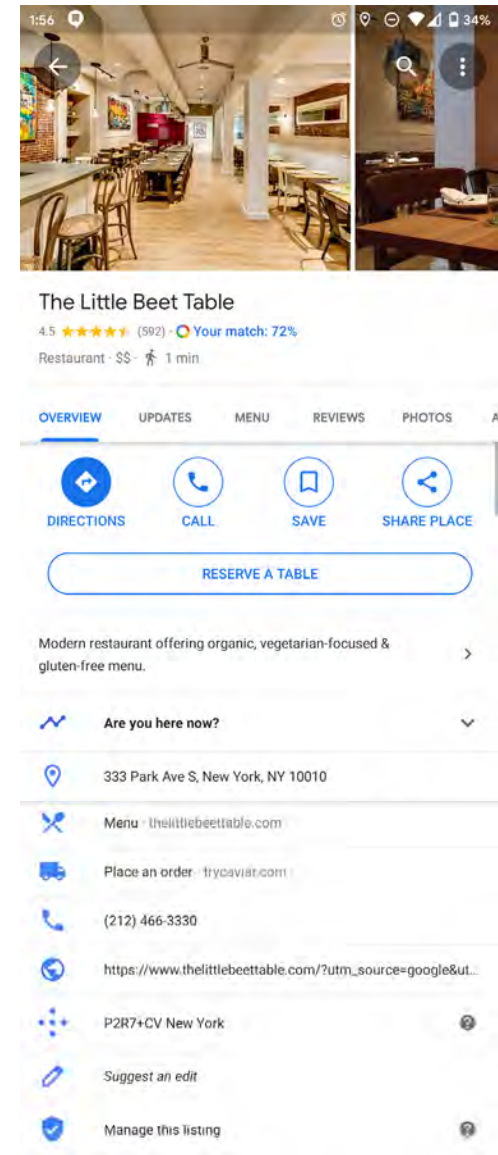 1:56 34%
The Little Beet Table
4.5 (592) · Your match: 72%
Restaurant · $$ · 1 min
OVERVIEW UPDATES MENU REVIEWS PHOTOS A
DIRECTIONS CALL SAVE SHARE PLACE
RESERVE A TABLE
Modern restaurant offering organic, vegetarian-focused &
gluten-free menu.
Are you here now?
333 Park Ave S, New York, NY 10010
Menu · thelittlebeettable.com
Place an order · trycaviar.com
(212) 466-3330
https://www.thelittlebeettable.com/?utm_source=google&ut...
P2R7+CV New York
Suggest an edit
Manage this listing